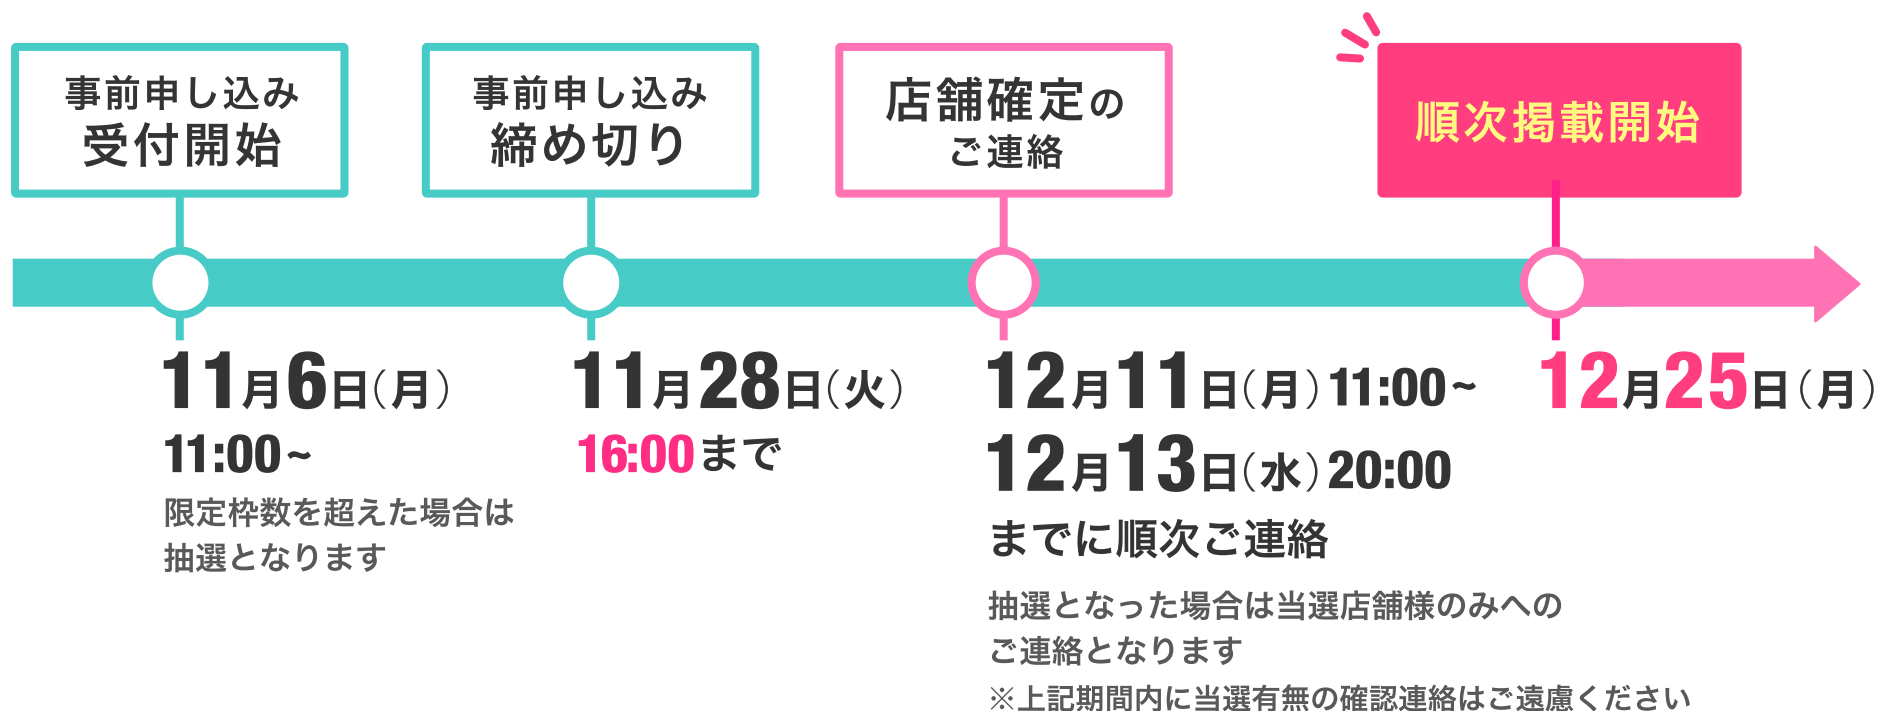 事前申し込み
受付開始
事前申し込み
締め切り
店舗確定の
ご連絡
順次掲載開始
11月6日（月）
11:00~
限定枠数を超えた場合は
抽選となります
11月28日（火）
16:00まで
12月11日（月）11:00~
12月13日（水）20:00
までに順次ご連絡
抽選となった場合は当選店舗様のみへの
ご連絡となります
※上記期間内に当選有無の確認連絡はご遠慮ください
12月25日（月）